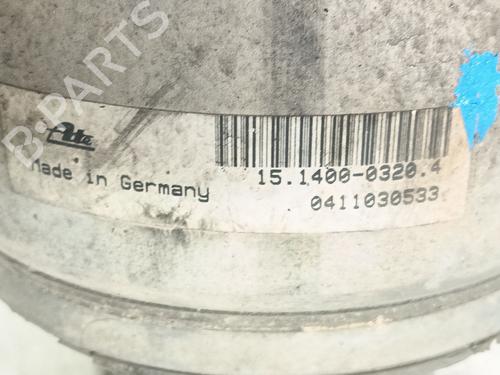 B-PARTS
Ate
Made in Germany
15.1400-0320.4
0411030533